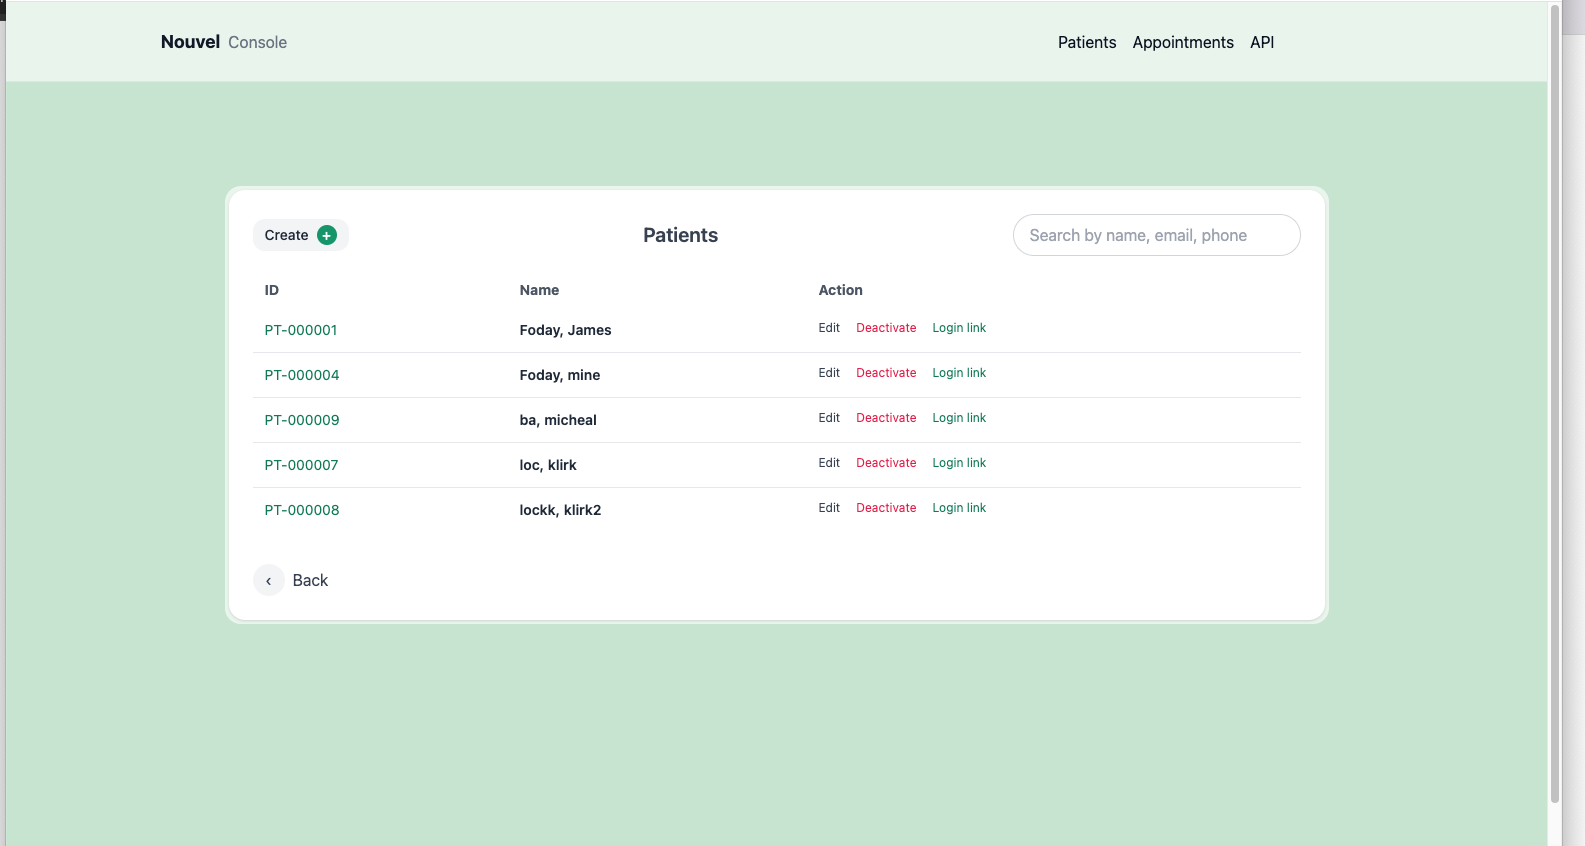 Nouvel Console Patients Appointments API
Create + Patients Search by name, email, phone
ID Name Action
PT-000001 Foday, James Edit Deactivate Login link
PT-000004 Foday, mine Edit Deactivate Login link
PT-000009 ba, micheal Edit Deactivate Login link
PT-000007 loc, klirk Edit Deactivate Login link
PT-000008 lockk, klirk2 Edit Deactivate Login link
‹ Back